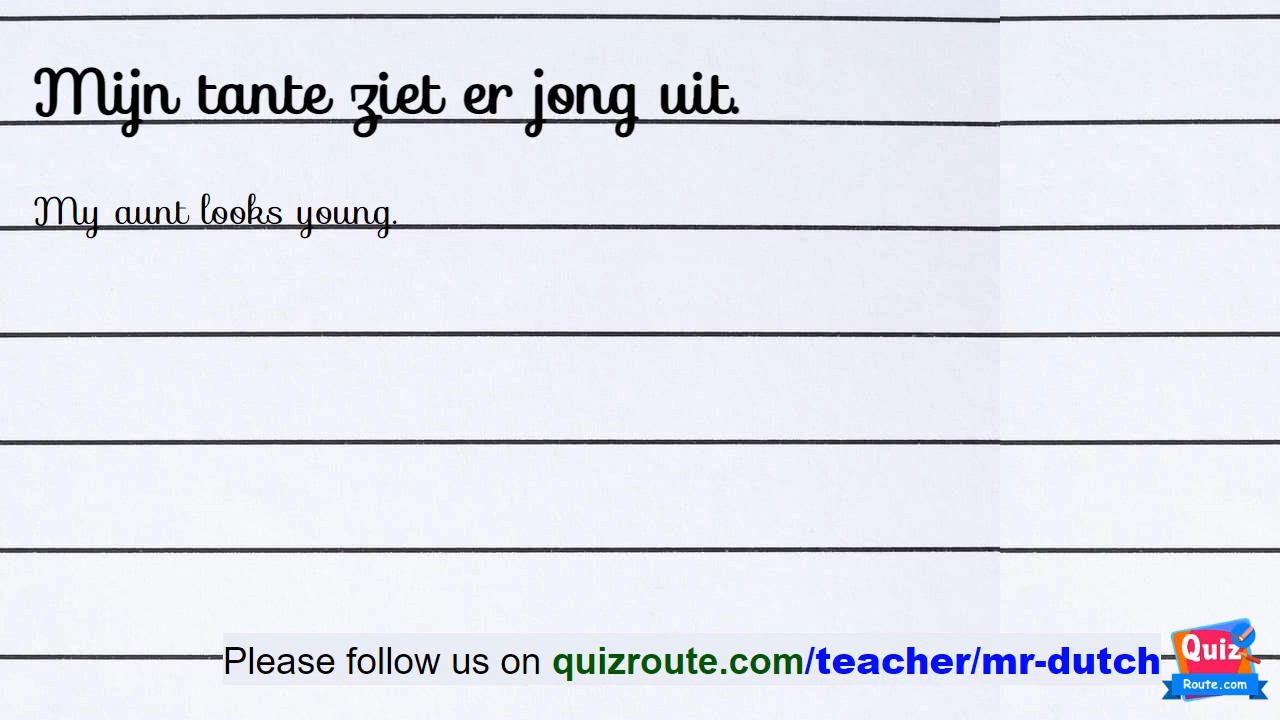 Mijn tante ziet er jong uit.
My aunt looks young.
Please follow us on quizroute.com/teacher/mr-dutch
Quiz
Route.com